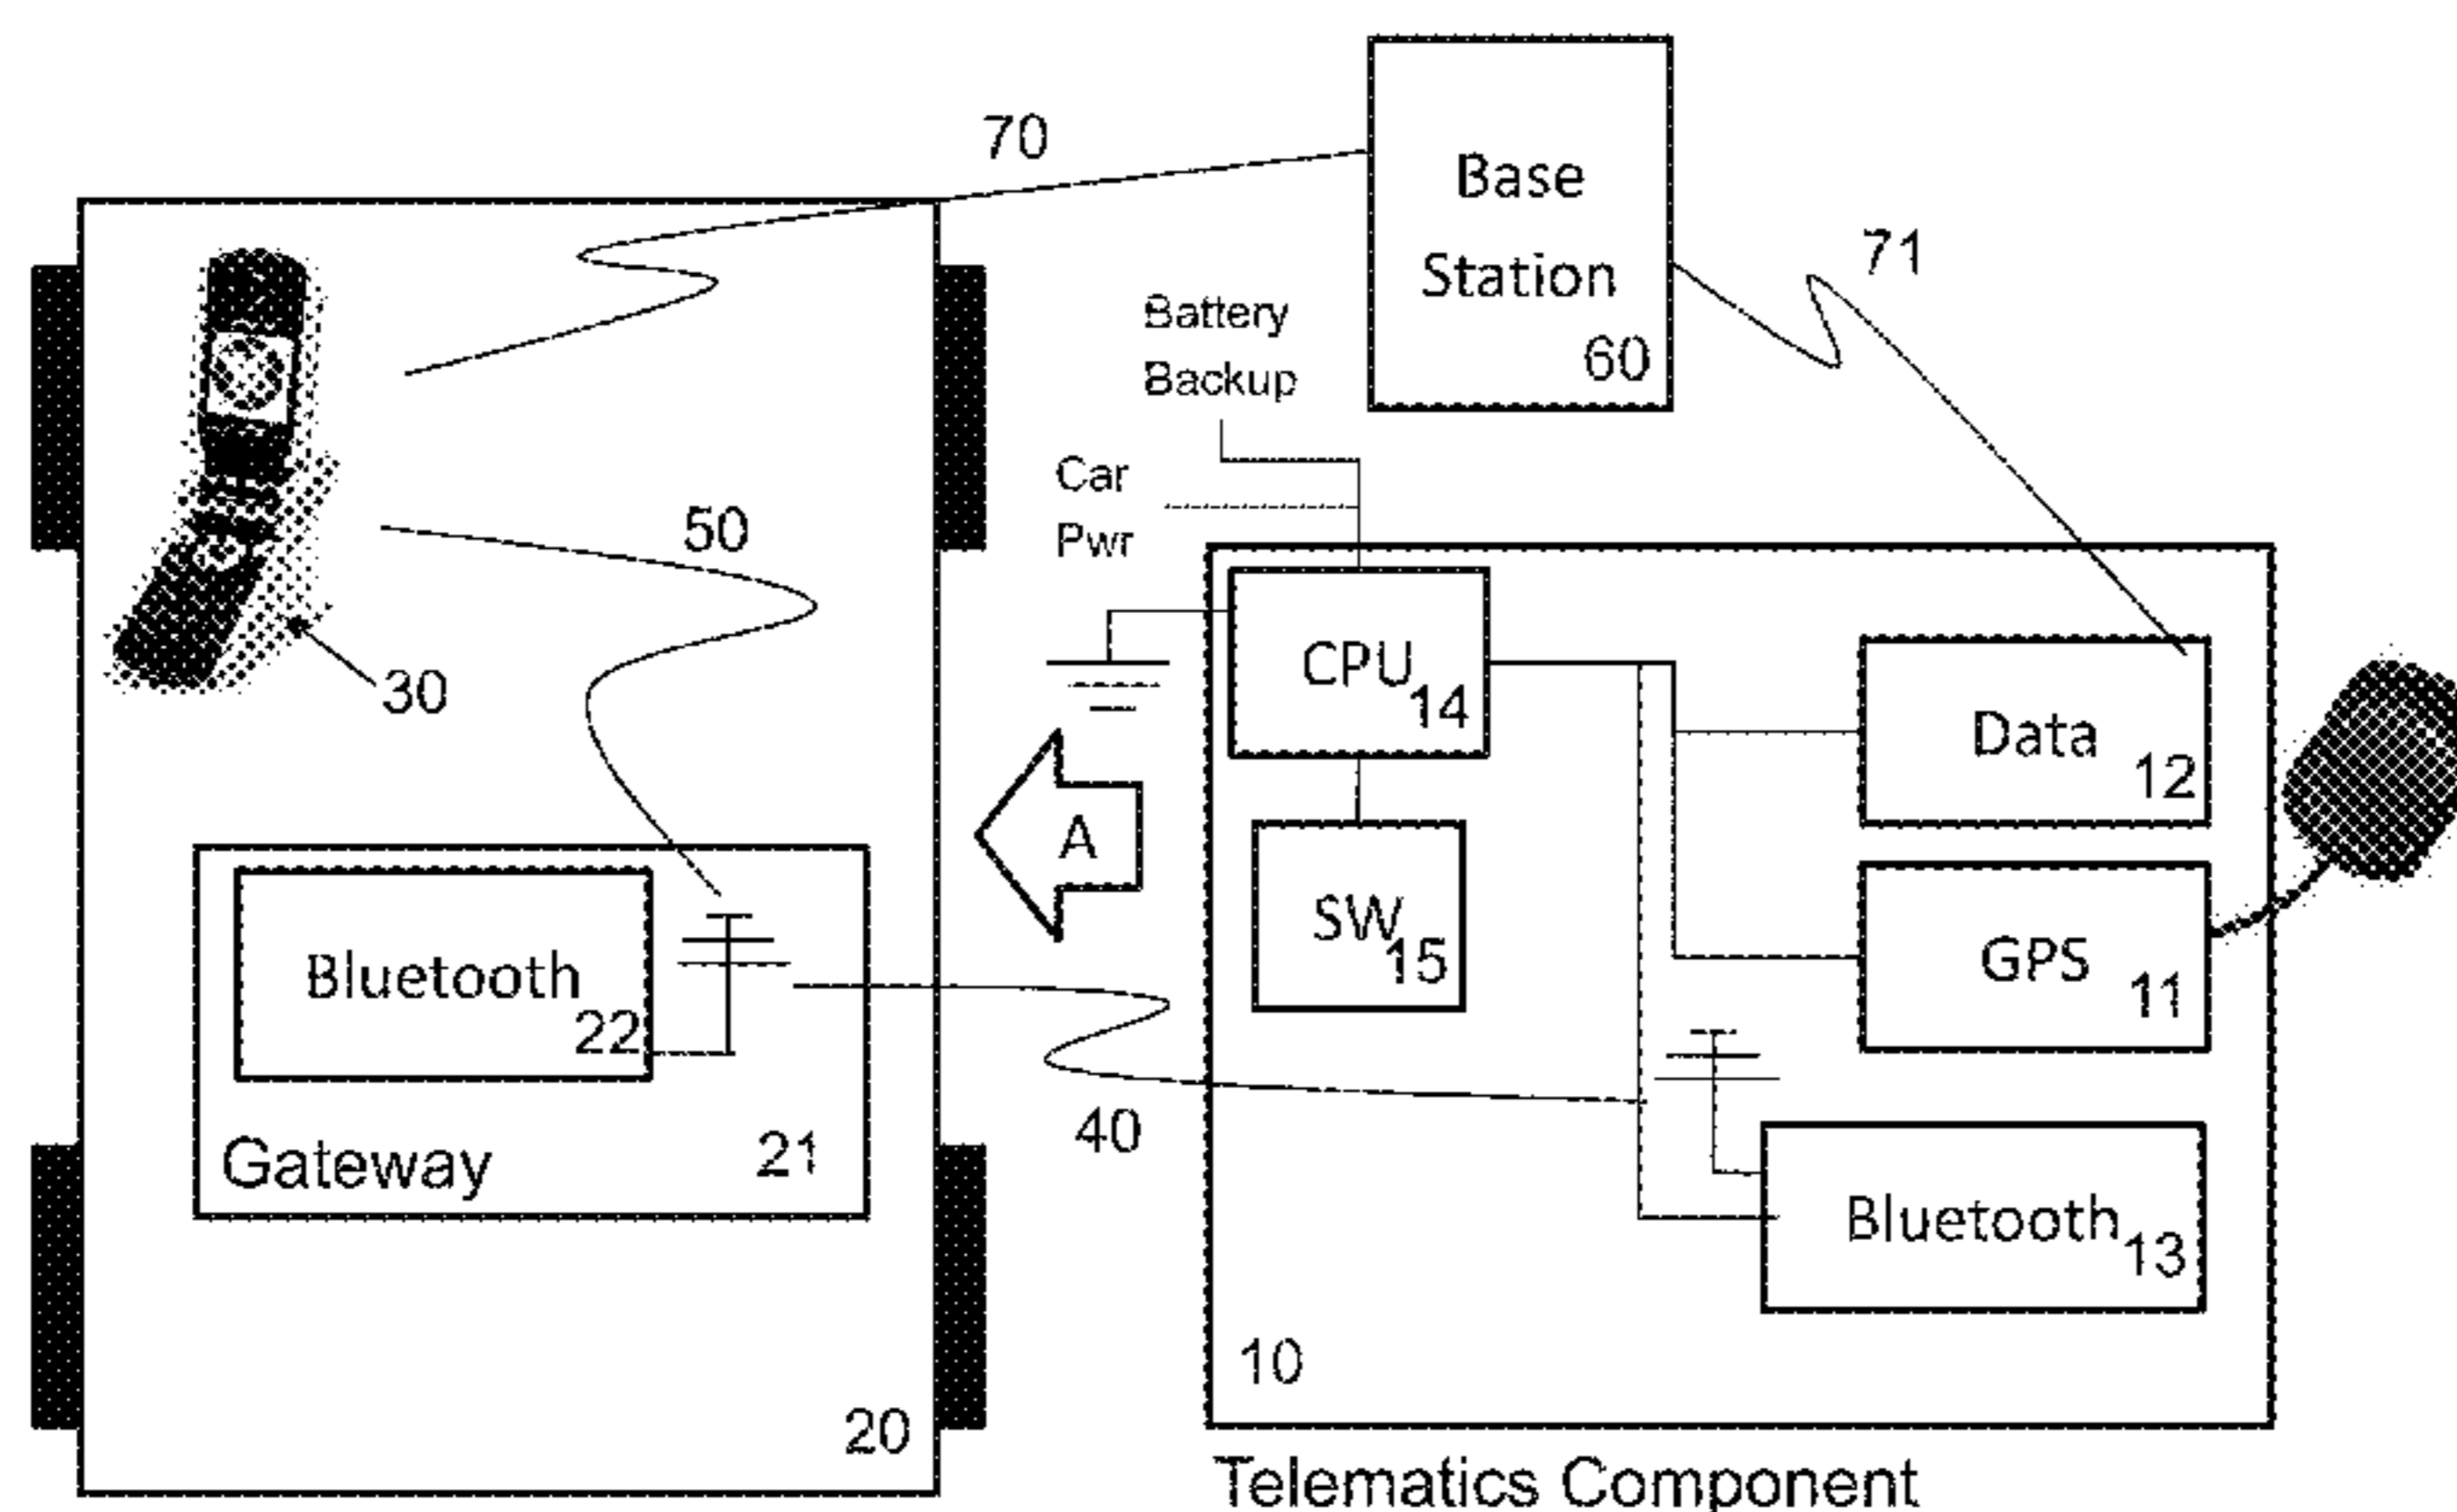 70
Base
Station
60
71
Battery
Backup
Car
Pwr
50
30
CPU
14
Data
12
A
SW
15
GPS
11
Bluetooth
22
Gateway
21
40
Bluetooth
13
10
20
Telematics Component